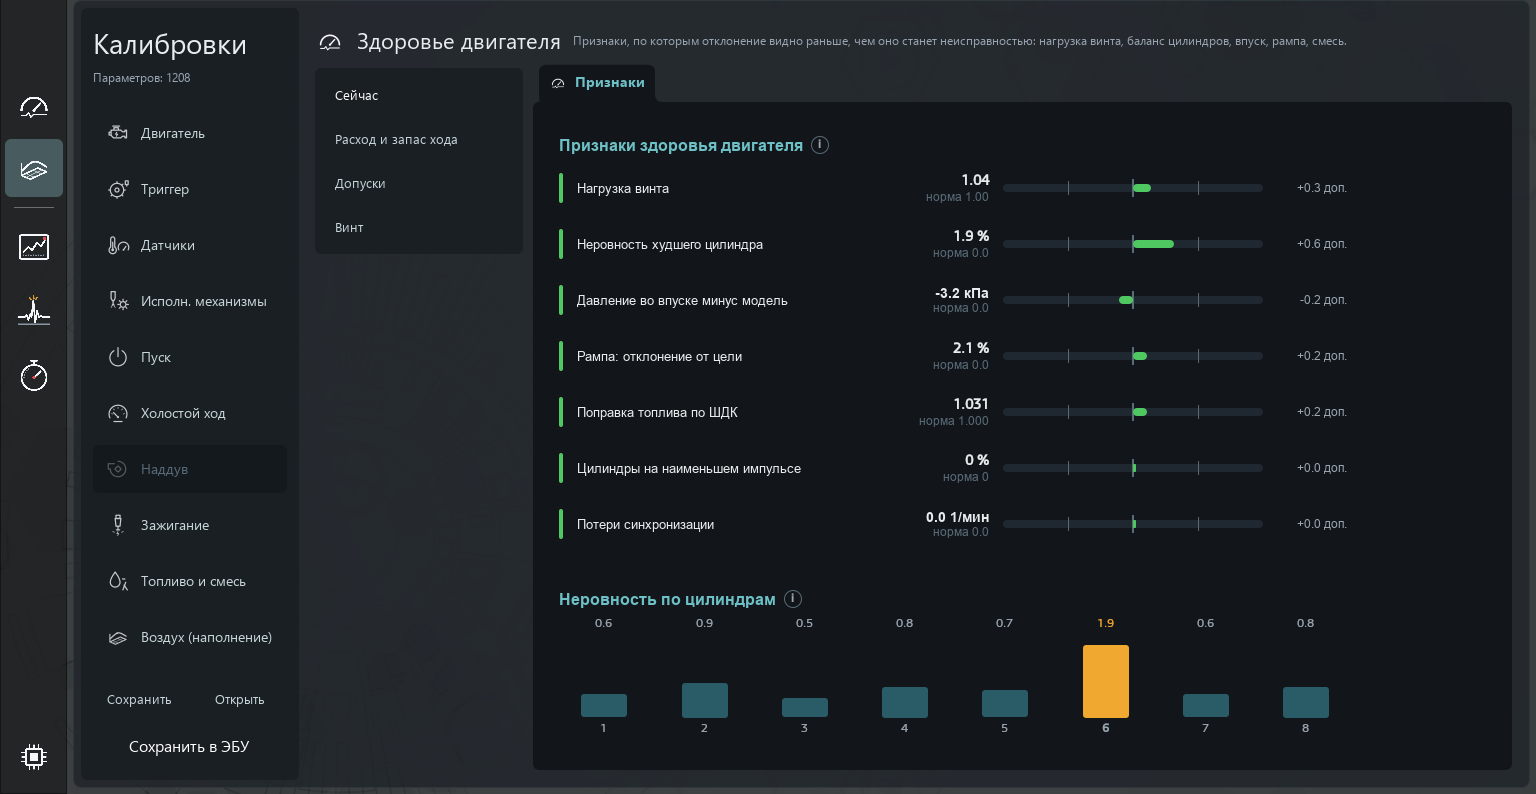 Калибровки
Параметров: 1208
Двигатель
Триггер
Датчики
Исполн. механизмы
Пуск
Холостой ход
Наддув
Зажигание
Топливо и смесь
Воздух (наполнение)
Сохранить
Открыть
Сохранить в ЭБУ
Здоровье двигателя
Признаки, по которым отклонение видно раньше, чем оно станет неисправностью: нагрузка винта, баланс цилиндров, впуск, рампа, смесь.
Сейчас
Расход и запас хода
Допуски
Винт
Признаки
Признаки здоровья двигателя
Нагрузка винта
1.04
норма 1.00
+0.3 доп.
Неровность худшего цилиндра
1.9 %
норма 0.0
+0.6 доп.
Давление во впуске минус модель
-3.2 кПа
норма 0.0
-0.2 доп.
Рампа: отклонение от цели
2.1 %
норма 0.0
+0.2 доп.
Поправка топлива по ШДК
1.031
норма 1.000
+0.2 доп.
Цилиндры на наименьшем импульсе
0 %
норма 0
+0.0 доп.
Потери синхронизации
0.0 1/мин
норма 0.0
+0.0 доп.
Неровность по цилиндрам
0.6 0.9 0.5 0.8 0.7 1.9 0.6 0.8
1 2 3 4 5 6 7 8